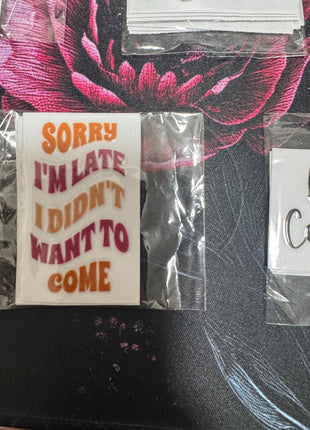 SORRY
I'M LATE
I DIDN'T
WANT TO
COME